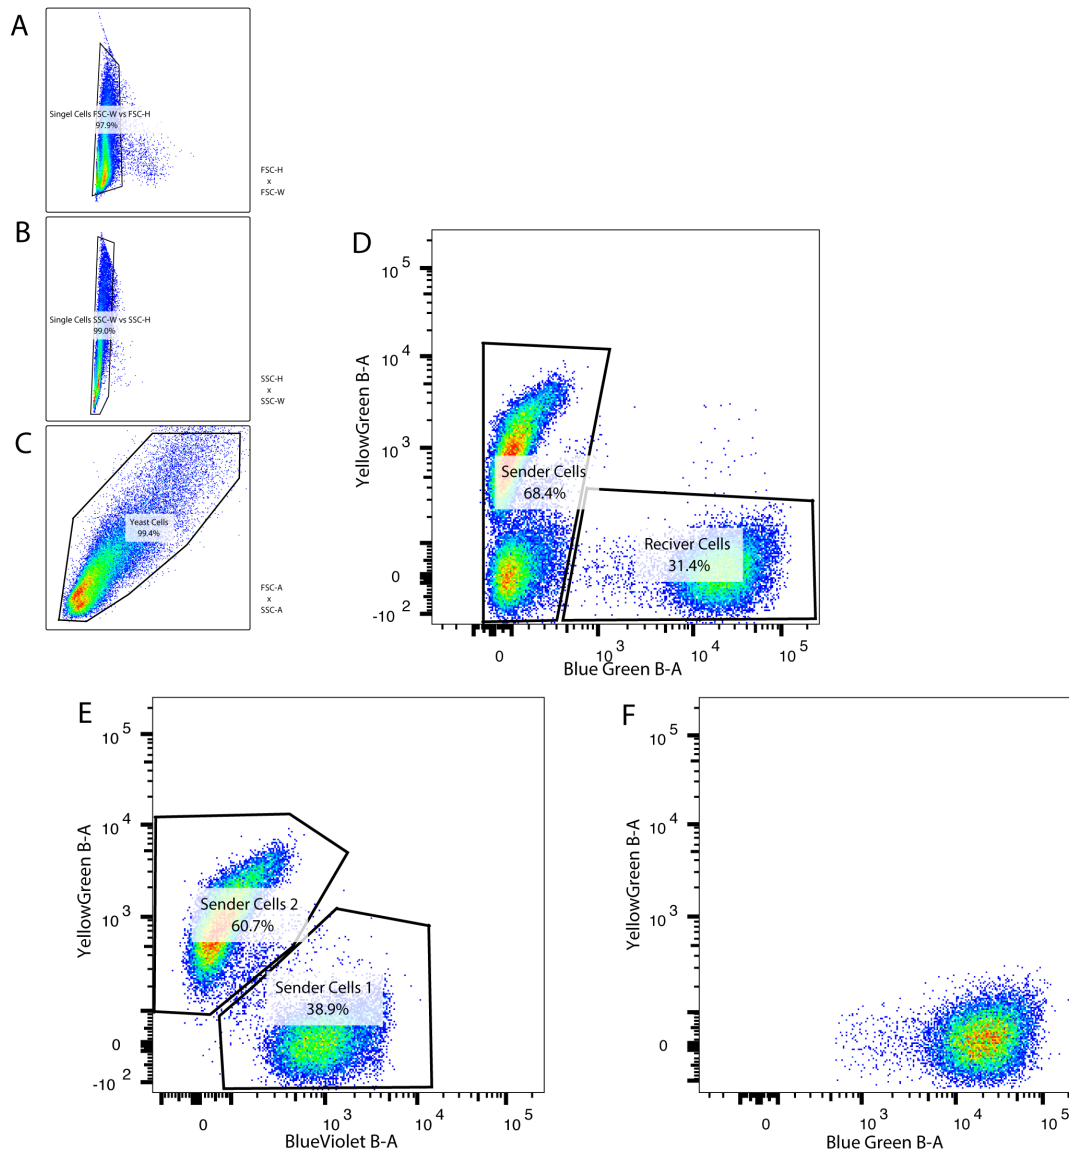 A
Singel Cells FSC-W vs FSC-H
97.9%
FSC-H
x
FSC-W
B
Single Cells SSC-W vs SSC-H
99.0%
SSC-H
x
SSC-W
C
Yeast Cells
99.4%
FSC-A
x
SSC-A
D
YellowGreen B-A
10 5
10 4
10 3
0
-10 2
Sender Cells
68.4%
Reciver Cells
31.4%
0 10 3 10 4 10 5
Blue Green B-A
E
YellowGreen B-A
10 5
10 4
10 3
0
-10 2
Sender Cells 2
60.7%
Sender Cells 1
38.9%
0 10 3 10 4 10 5
BlueViolet B-A
F
YellowGreen B-A
10 5
10 4
10 3
0
0 10 3 10 4 10 5
Blue Green B-A